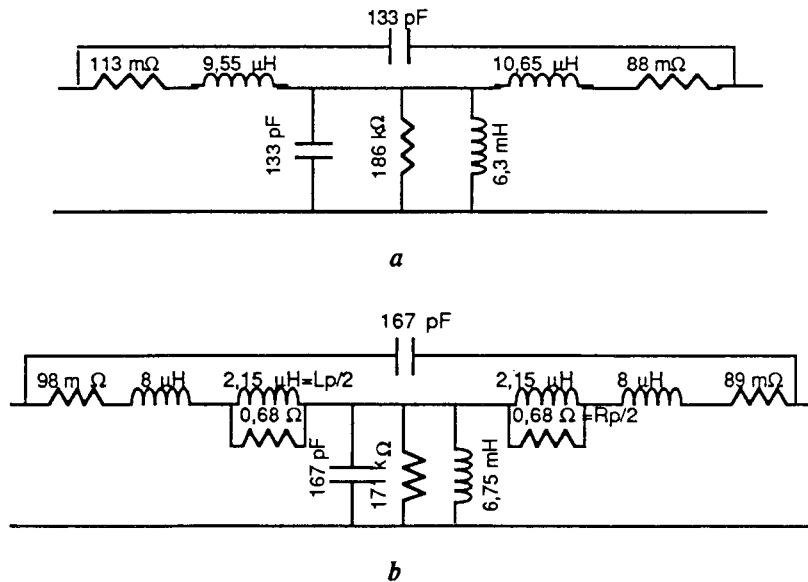 133 pF
113 mΩ
9,55 µH
10,65 µH
88 mΩ
133 pF
186 kΩ
6,3 mH
a
167 pF
98 m Ω
8 µH
2,15 µH=Lp/2
2,15 µH
8 µH
89 mΩ
0,68 Ω
0,68 Ω =Rp/2
167 pF
171 kΩ
6,75 mH
b